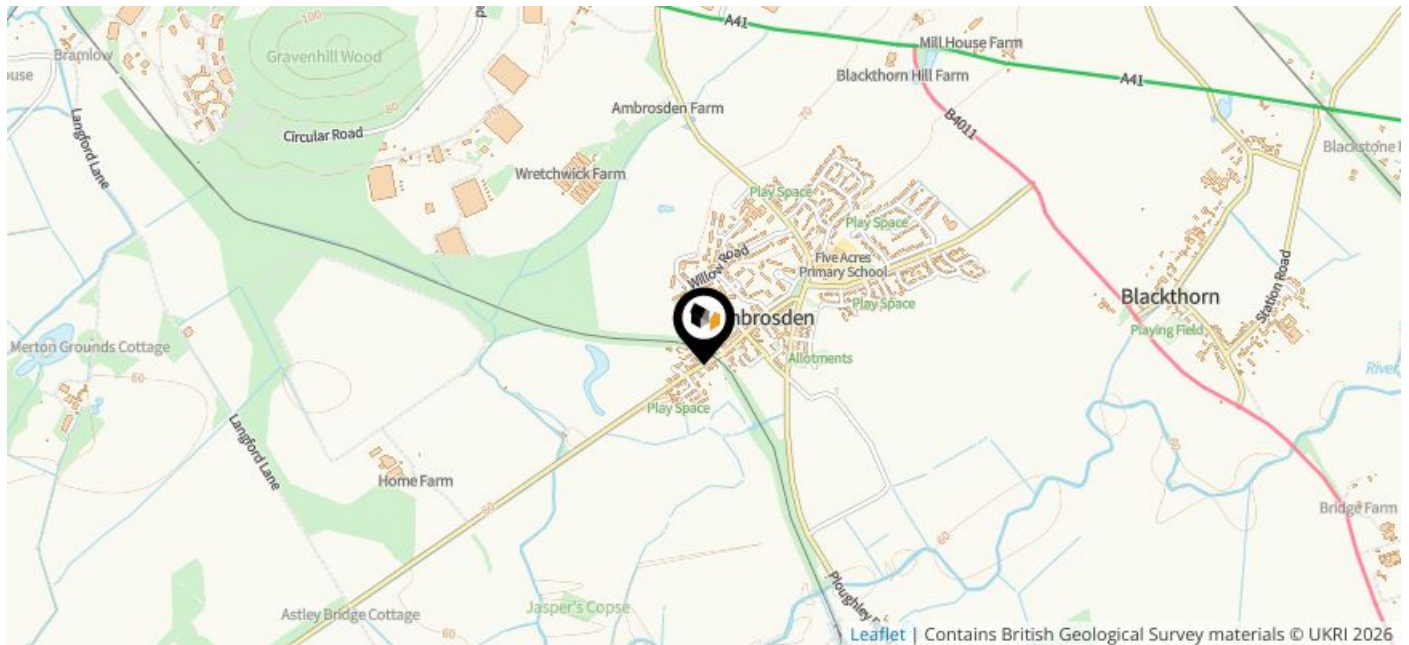 A41
Mill House Farm
Bramlow
Gravenhill Wood
100
Blackthorn Hill Farm
A41
80
70
Ambrosden Farm
70
B4011
Langford Lane
Circular Road
Blackstone
Wretchwick Farm
Play Space
Play Space
Five Acres
Primary School
Willow Road
Station Road
Blackthorn
Play Space
Playing Field
Merton Grounds Cottage
Allotments
60
River
Play Space
Langford Lane
60
Home Farm
60
Bridge Farm
60
Ploughley
Jasper's Copse
Astley Bridge Cottage
60
Leaflet | Contains British Geological Survey materials © UKRI 2026